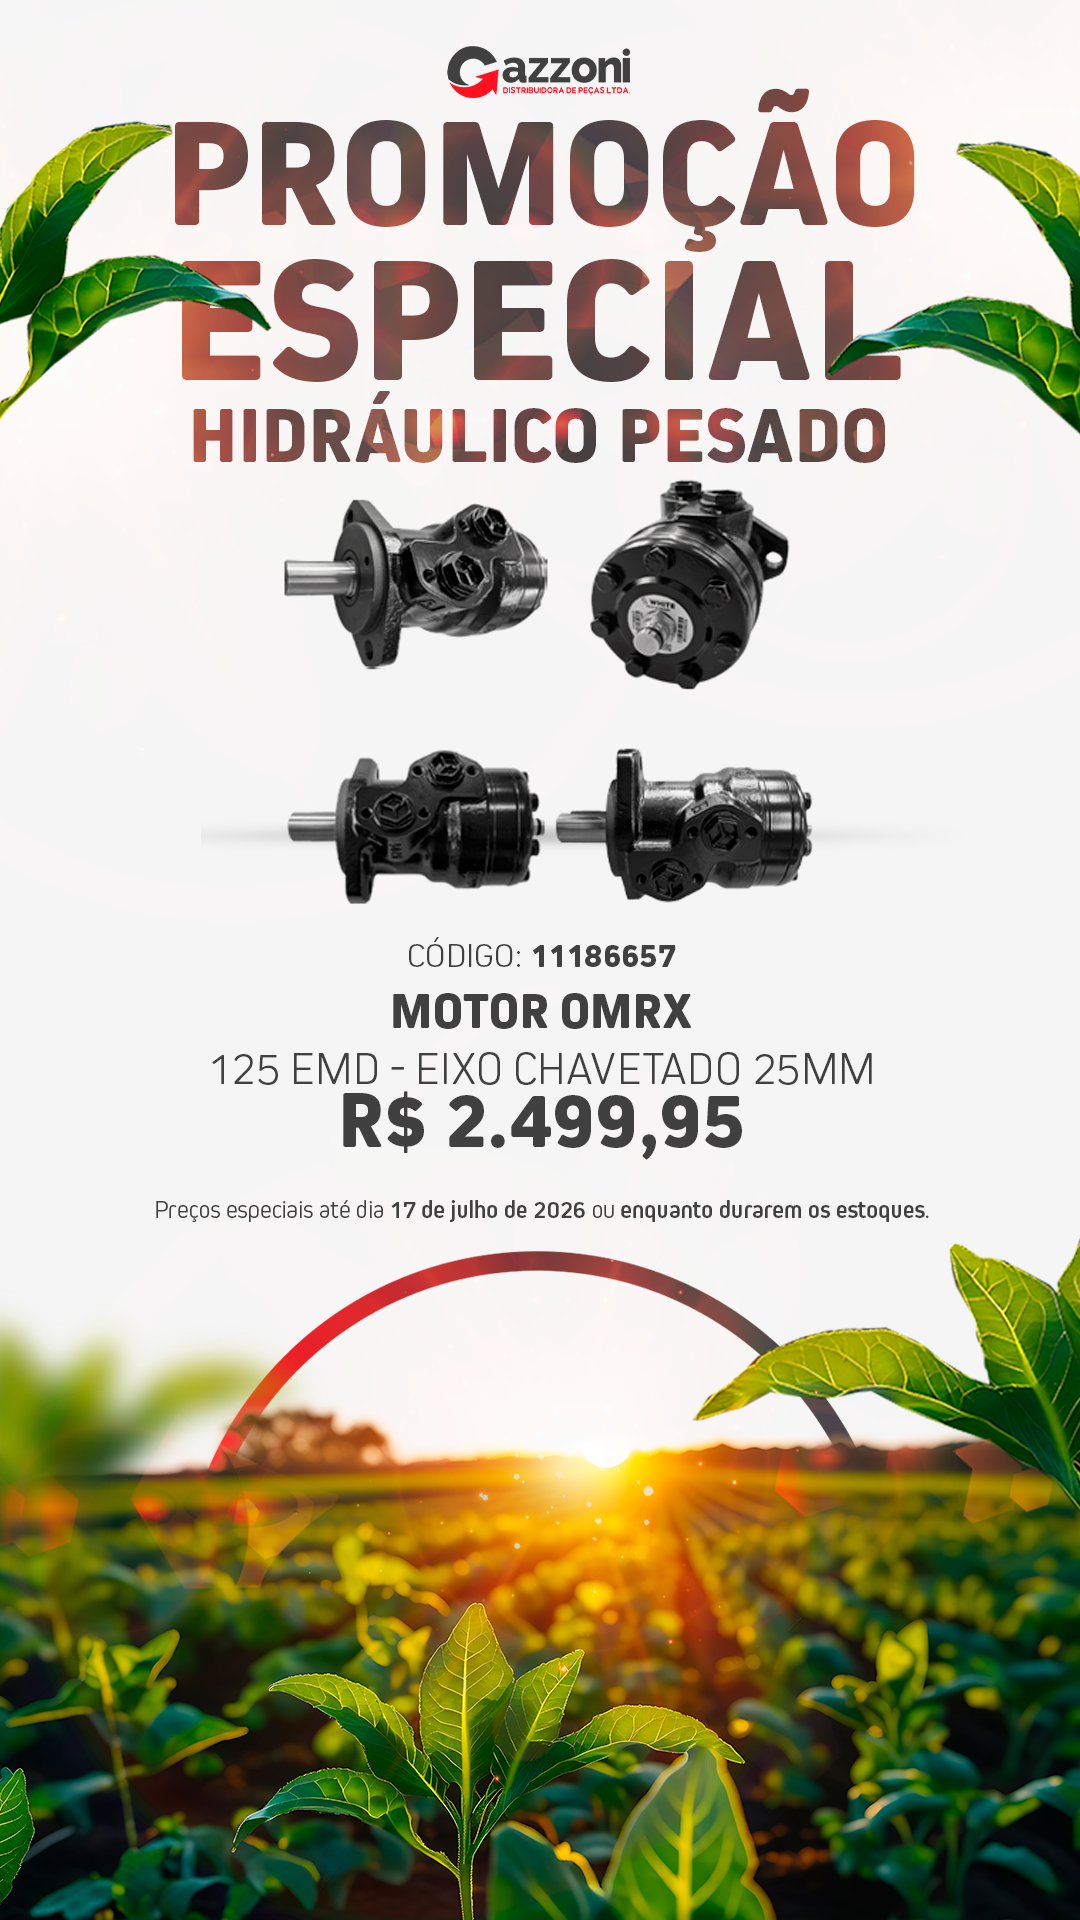 Gazzoni
DISTRIBUIDORA DE PEÇAS LTDA.
PROMOÇÃO
ESPECIAL
HIDRÁULICO PESADO
WHITE
CÓDIGO: 11186657
MOTOR OMRX
125 EMD - EIXO CHAVETADO 25MM
R$ 2.499,95
Preços especiais até dia 17 de julho de 2026 ou enquanto durarem os estoques.